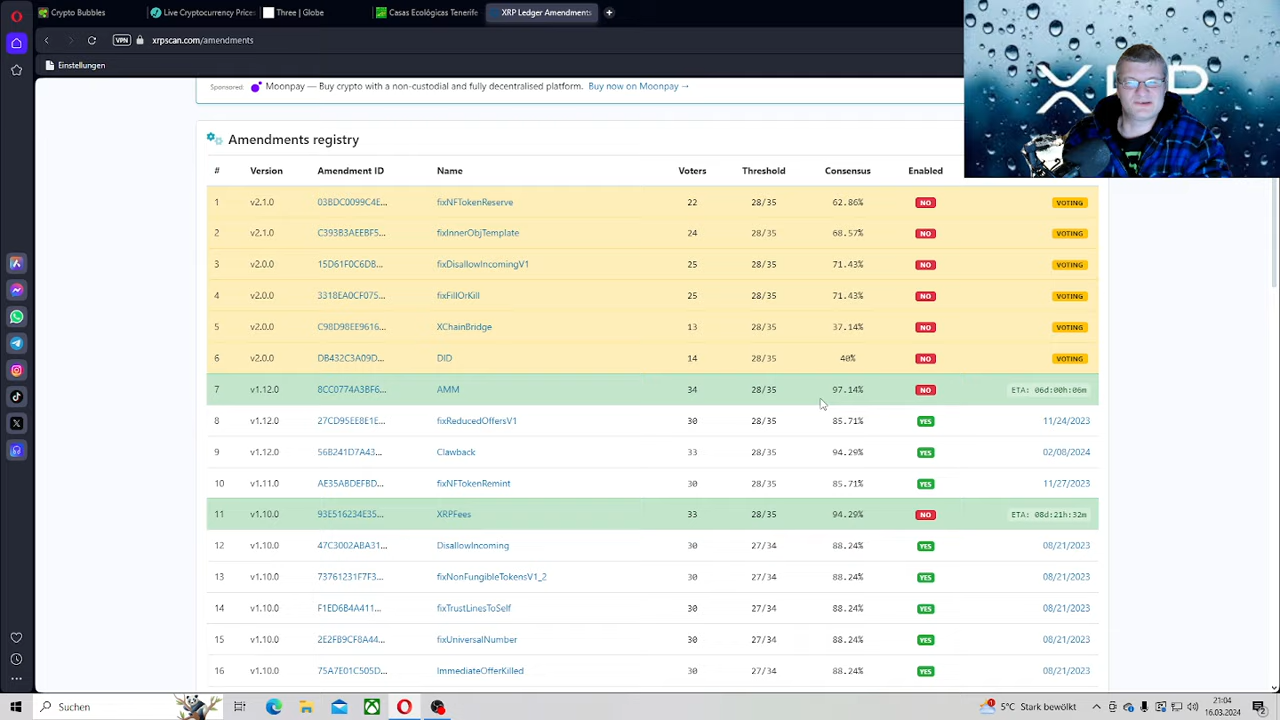 Crypto Bubbles
Live Cryptocurrency Prices
Three | Globe
Casas Ecológicas Tenerife
XRP Ledger Amendments
VPN xrpscan.com/amendments
Einstellungen
Sponsored Moonpay — Buy crypto with a non-custodial and fully decentralised platform. Buy now on Moonpay →
XRP
Amendments registry
# Version Amendment ID Name Voters Threshold Consensus Enabled
1 v2.1.0 03BDC0099C4E... fixNFTokenReserve 22 28/35 62.86% NO VOTING
2 v2.1.0 C393B3AEEBF5... fixInnerObjTemplate 24 28/35 68.57% NO VOTING
3 v2.0.0 15D61F0C6DB... fixDisallowIncomingV1 25 28/35 71.43% NO VOTING
4 v2.0.0 3318EA0CF075... fixFillOrKill 25 28/35 71.43% NO VOTING
5 v2.0.0 C98D98EE9616... XChainBridge 13 28/35 37.14% NO VOTING
6 v2.0.0 DB432C3A09D... DID 14 28/35 40% NO VOTING
7 v1.12.0 8CC0774A3BF6... AMM 34 28/35 97.14% NO ETA: 06d:00h:06m
8 v1.12.0 27CD95EE8E1E... fixReducedOffersV1 30 28/35 85.71% YES 11/24/2023
9 v1.12.0 56B241D7A43... Clawback 33 28/35 94.29% YES 02/08/2024
10 v1.11.0 AE35ABDEFBD... fixNFTokenRemint 30 28/35 85.71% YES 11/27/2023
11 v1.10.0 93E516234E35... XRPFees 33 28/35 94.29% NO ETA: 08d:21h:32m
12 v1.10.0 47C3002ABA31... DisallowIncoming 30 27/34 88.24% YES 08/21/2023
13 v1.10.0 73761231F7F3... fixNonFungibleTokensV1_2 30 27/34 88.24% YES 08/21/2023
14 v1.10.0 F1ED6B4A411... fixTrustLinesToSelf 30 27/34 88.24% YES 08/21/2023
15 v1.10.0 2E2FB9CF8A44... fixUniversalNumber 30 27/34 88.24% YES 08/21/2023
16 v1.10.0 75A7E01C505D... ImmediateOfferKilled 30 27/34 88.24% YES 08/21/2023
Suchen
5°C Stark bewölkt
21:04
16.03.2024